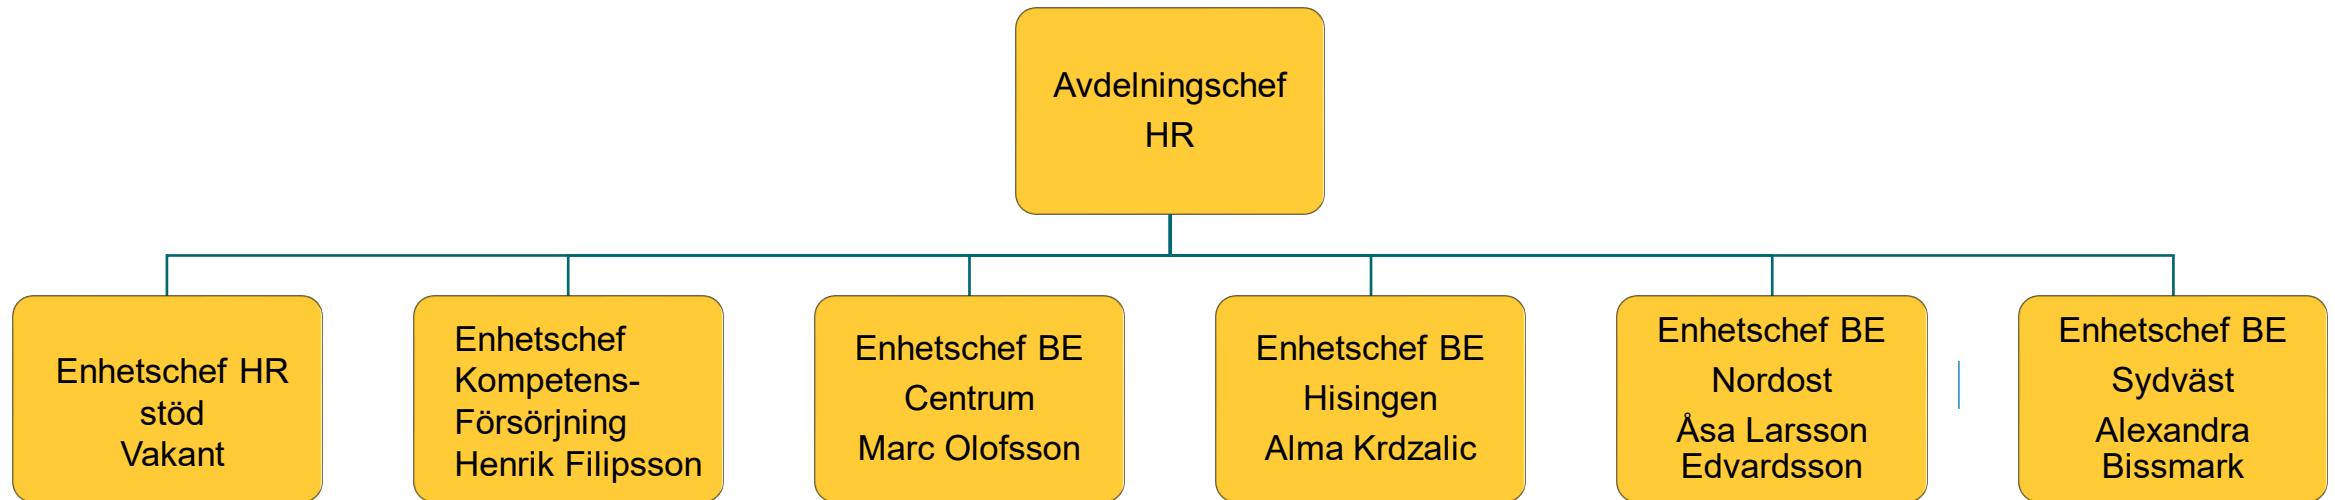 Avdelningschef
HR
Enhetschef HR
stöd
Vakant
Enhetschef
Kompetens-
Försörjning
Henrik Filipsson
Enhetschef BE
Centrum
Marc Olofsson
Enhetschef BE
Hisingen
Alma Krdzalic
Enhetschef BE
Nordost
Åsa Larsson
Edvardsson
Enhetschef BE
Sydväst
Alexandra
Bissmark